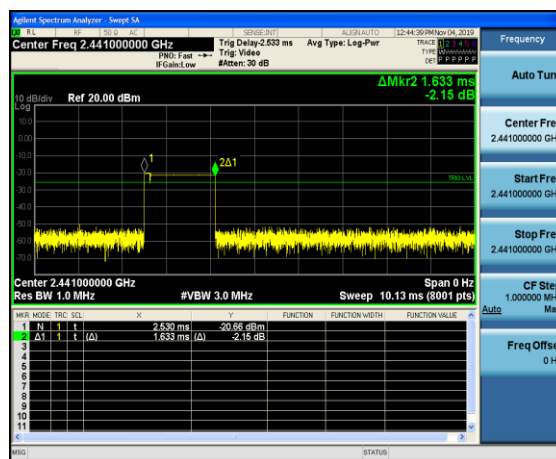 Agilent Spectrum Analyzer - Swept SA
RL RF 50 Ω AC SENSE:INT ALIGN AUTO 12:44:39 PM Nov 04, 2019
Center Freq 2.441000000 GHz Trig Delay-2.533 ms Avg Type: Log-Pwr TRACE 1 2 3 4 5 6
PNO: Fast Trig: Video TYPE
IFGain:Low #Atten: 30 dB DET P P P P P P
ΔMkr2 1.633 ms
-2.15 dB
10 dB/div Ref 20.00 dBm
Log
10.0
0.00
-10.0
-20.0
-30.0
-40.0
-50.0
-60.0
-70.0
1
2Δ1
TRIG LVL
Center 2.441000000 GHz Span 0 Hz
Res BW 1.0 MHz #VBW 3.0 MHz Sweep 10.13 ms (8001 pts)
MKR MODE TRC SCL X Y FUNCTION FUNCTION WIDTH FUNCTION VALUE
1 N 1 t 2.530 ms -20.66 dBm
2 Δ1 1 t (Δ) 1.633 ms (Δ) -2.15 dB
3
4
5
6
7
8
9
10
11
MSG STATUS
Frequency
Auto Tun
Center Fre
2.441000000 GH
Start Fre
2.441000000 GH
Stop Fre
2.441000000 GH
CF Ste
1.000000 MH
Auto Ma
Freq Offse
0 H